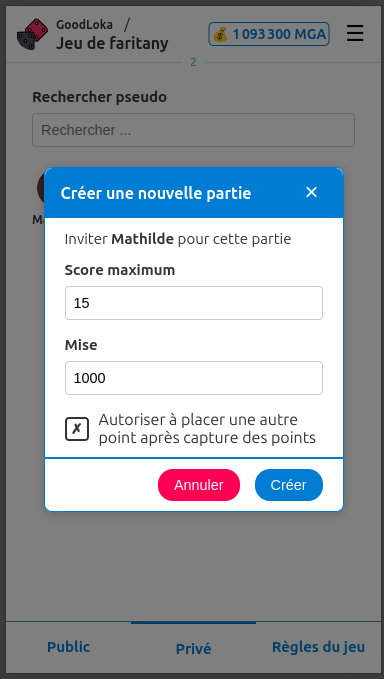 GoodLoka /
Jeu de faritany
💰 1 093 300 MGA
☰
2
Rechercher pseudo
Rechercher ...
Créer une nouvelle partie
×
Inviter Mathilde pour cette partie
Score maximum
15
Mise
1000
✗ Autoriser à placer une autre
point après capture des points
Annuler
Créer
Public
Privé
Règles du jeu